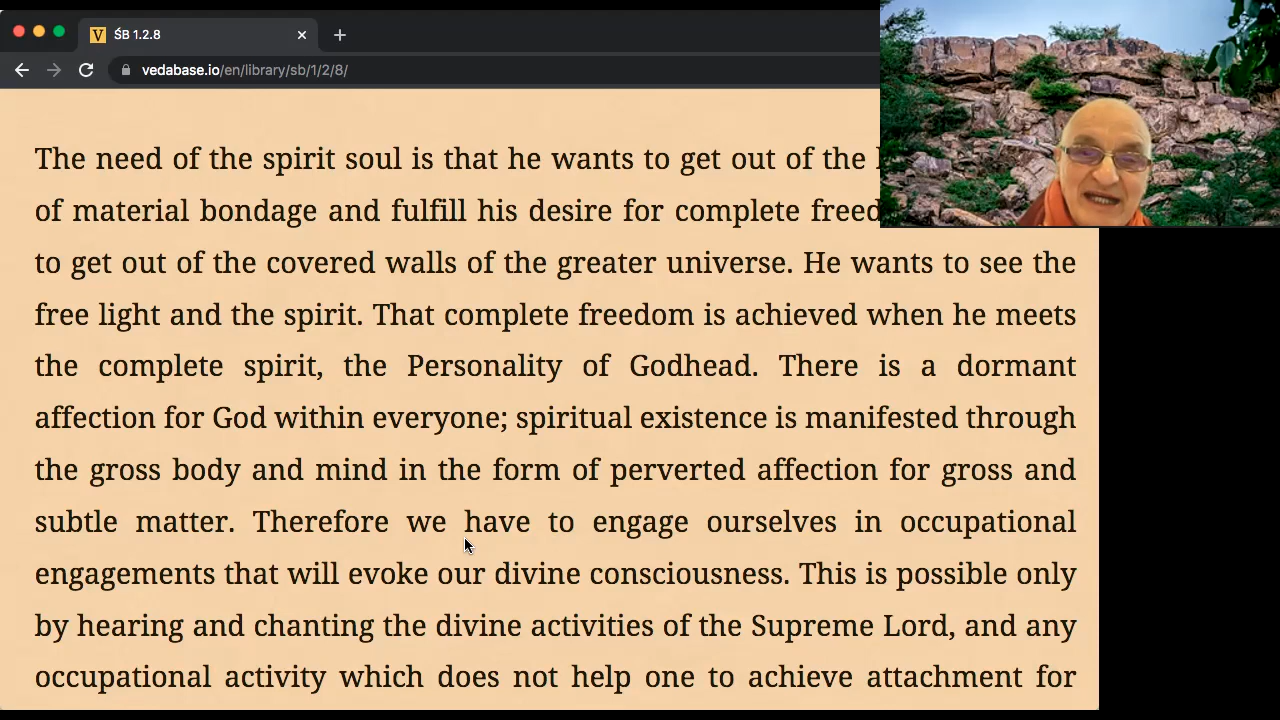 ŚB 1.2.8
vedabase.io/en/library/sb/1/2/8/
The need of the spirit soul is that he wants to get out of the
of material bondage and fulfill his desire for complete
to get out of the covered walls of the greater universe. He wants to see the
free light and the spirit. That complete freedom is achieved when he meets
the complete spirit, the Personality of Godhead. There is a dormant
affection for God within everyone; spiritual existence is manifested through
the gross body and mind in the form of perverted affection for gross and
subtle matter. Therefore we have to engage ourselves in occupational
engagements that will evoke our divine consciousness. This is possible only
by hearing and chanting the divine activities of the Supreme Lord, and any
occupational activity which does not help one to achieve attachment for